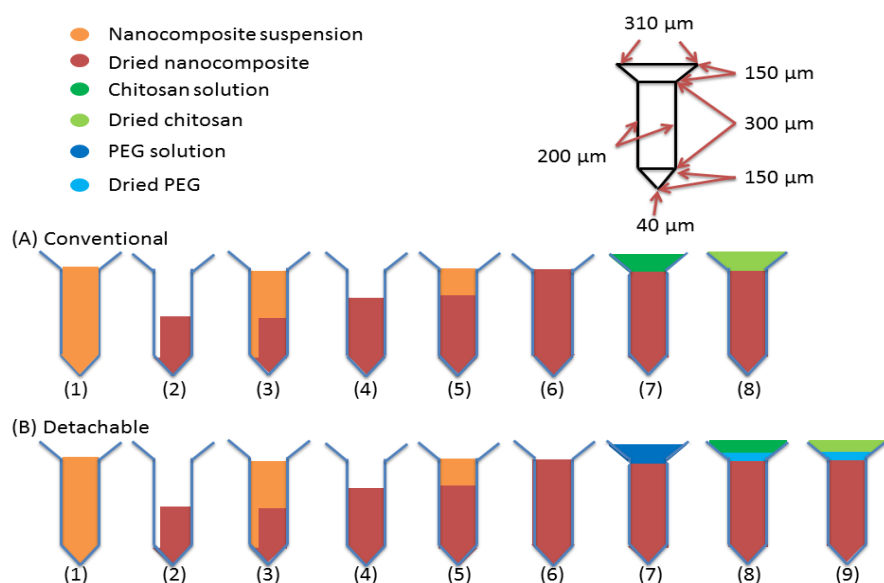 Nanocomposite suspension
Dried nanocomposite
Chitosan solution
Dried chitosan
PEG solution
Dried PEG
310 μm
150 μm
300 μm
200 μm
150 μm
40 μm
(A) Conventional
(1) (2) (3) (4) (5) (6) (7) (8)
(B) Detachable
(1) (2) (3) (4) (5) (6) (7) (8) (9)